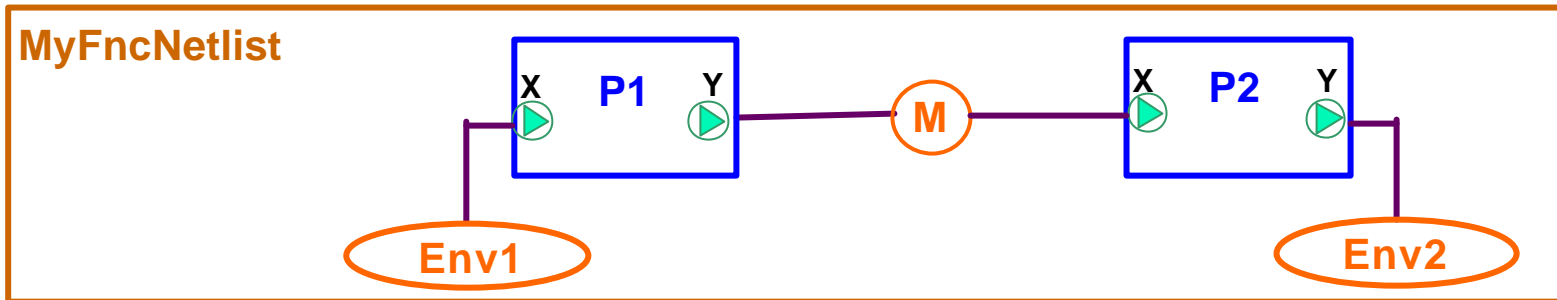 MyFncNetlist
X P1 Y
M
X P2 Y
Env1
Env2